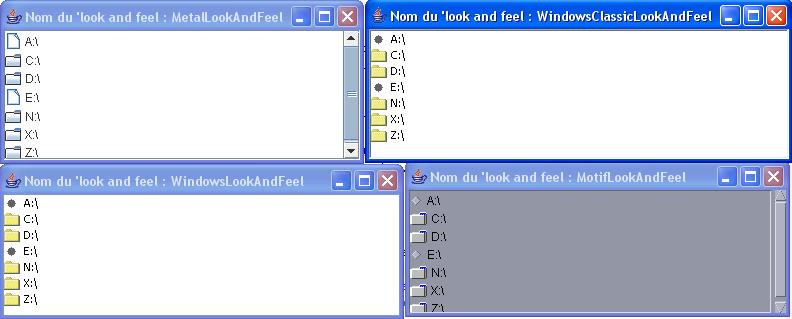 Nom du 'look and feel : MetalLookAndFeel
A:\
C:\
D:\
E:\
N:\
X:\
Z:\
Nom du 'look and feel : WindowsClassicLookAndFeel
A:\
C:\
D:\
E:\
N:\
X:\
Z:\
Nom du 'look and feel : WindowsLookAndFeel
A:\
C:\
D:\
E:\
N:\
X:\
Z:\
Nom du 'look and feel : MotifLookAndFeel
A:\
C:\
D:\
E:\
N:\
X:\
Z:\